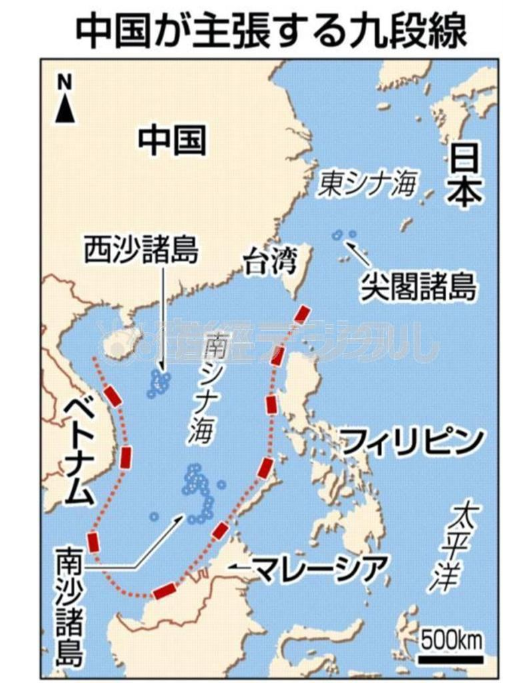 中国が主張する九段線
N
中国
日本
東シナ海
西沙諸島
台湾
尖閣諸島
産経デジタル
南シナ海
ベトナム
フィリピン
太平洋
南沙諸島
マレーシア
500km